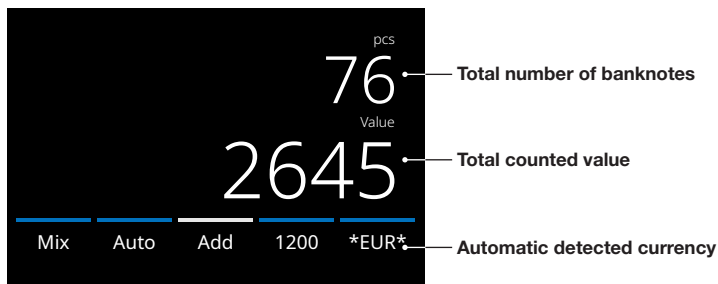 pcs
76
Total number of banknotes
Value
2645
Total counted value
Mix Auto Add 1200 *EUR*
Automatic detected currency